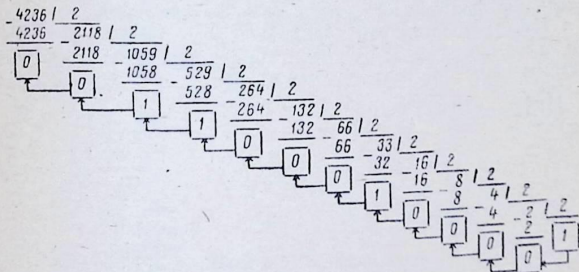 -4236 | 2
4236 -2118 | 2
0 2118 -1059 | 2
0 1058 -529 | 2
1 528 -264 | 2
1 264 -132 | 2
0 132 -66 | 2
0 66 -33 | 2
0 32 -16 | 2
1 16 -8 | 2
0 8 -4 | 2
0 4 -2 | 2
0 2 1
0